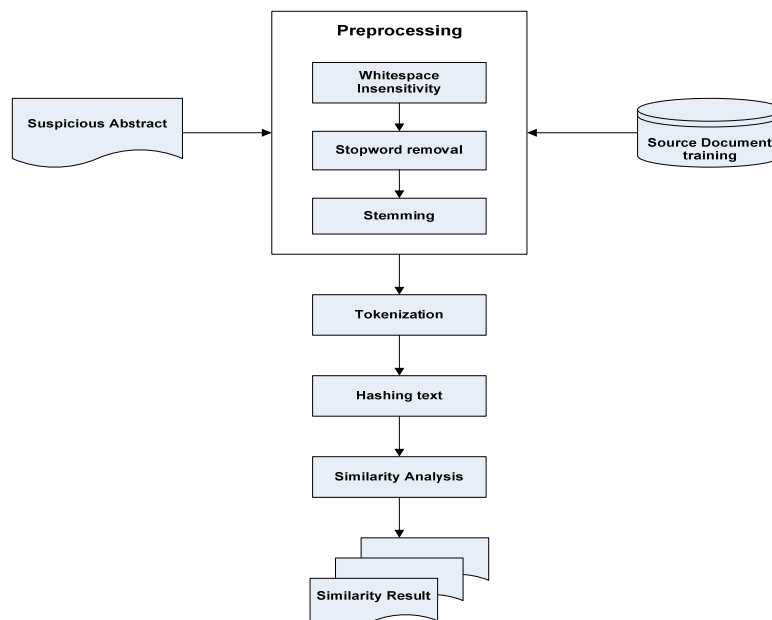 Preprocessing
Whitespace
Insensitivity
Suspicious Abstract
Stopword removal
Source Document
training
Stemming
Tokenization
Hashing text
Similarity Analysis
Similarity Result